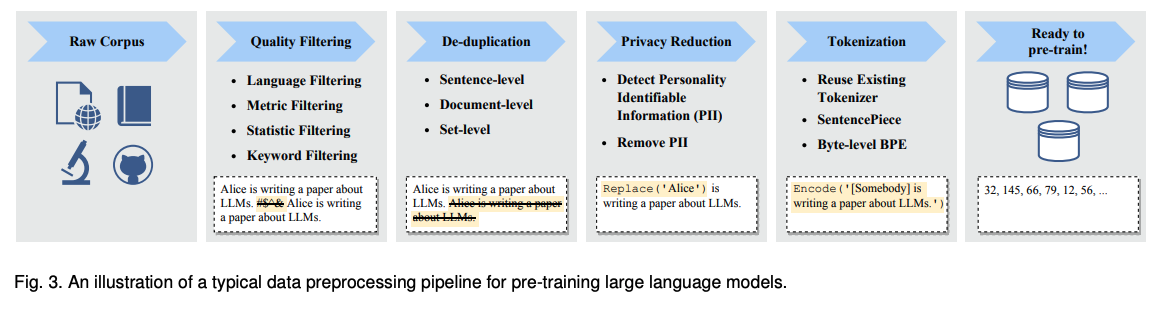 Raw Corpus
Quality Filtering
• Language Filtering
• Metric Filtering
• Statistic Filtering
• Keyword Filtering
Alice is writing a paper about
LLMs. #$^& Alice is writing
a paper about LLMs.
De-duplication
• Sentence-level
• Document-level
• Set-level
Alice is writing a paper about
LLMs. Alice is writing a paper
about LLMs.
Privacy Reduction
• Detect Personality
Identifiable
Information (PII)
• Remove PII
Replace('Alice') is
writing a paper about LLMs.
Tokenization
• Reuse Existing
Tokenizer
• SentencePiece
• Byte-level BPE
Encode('[Somebody] is
writing a paper about LLMs.')
Ready to
pre-train!
32, 145, 66, 79, 12, 56, ...
Fig. 3. An illustration of a typical data preprocessing pipeline for pre-training large language models.